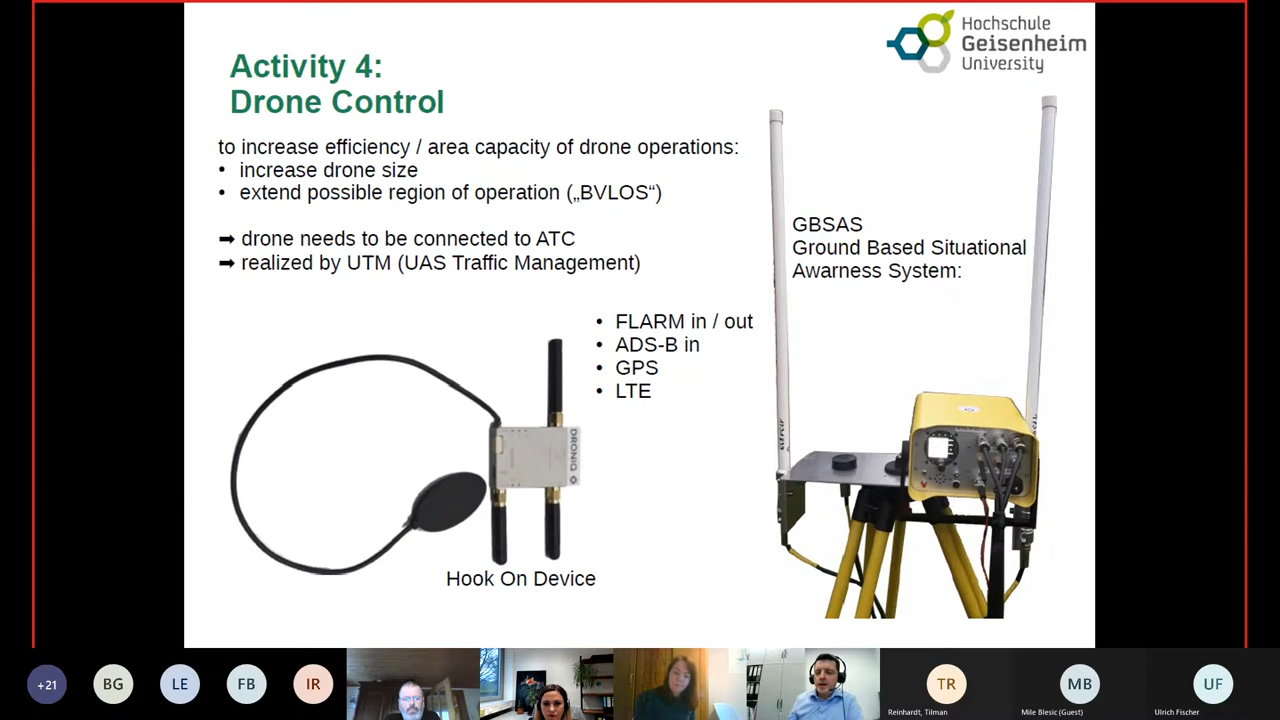 Hochschule
Geisenheim
University
Activity 4:
Drone Control
to increase efficiency / area capacity of drone operations:
• increase drone size
• extend possible region of operation („BVLOS“)
➡ drone needs to be connected to ATC
➡ realized by UTM (UAS Traffic Management)
GBSAS
Ground Based Situational
Awarness System:
• FLARM in / out
• ADS-B in
• GPS
• LTE
DRONIQ
Hook On Device
+21
BG
LE
FB
IR
TR
MB
UF
Reinhardt, Tilman
Mile Blesic (Guest)
Ulrich Fischer